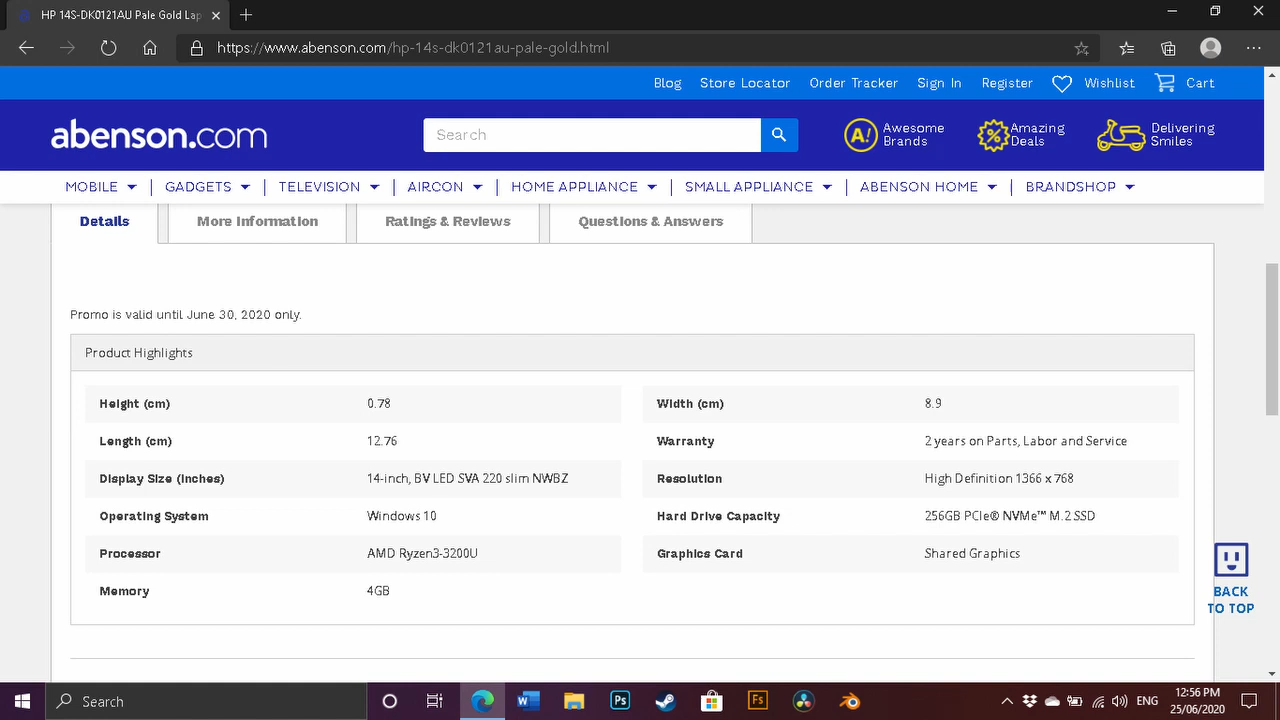 HP 14S-DK0121AU Pale Gold Lap
https://www.abenson.com/hp-14s-dk0121au-pale-gold.html
Blog Store Locator Order Tracker Sign In Register Wishlist Cart
abenson.com
Search
A!
Awesome Brands
%
Amazing Deals
Delivering Smiles
MOBILE GADGETS TELEVISION AIRCON HOME APPLIANCE SMALL APPLIANCE ABENSON HOME BRANDSHOP
Details More Information Ratings & Reviews Questions & Answers
Promo is valid until June 30, 2020 only.
Product Highlights
Height (cm) 0.78 Width (cm) 8.9
Length (cm) 12.76 Warranty 2 years on Parts, Labor and Service
Display Size (Inches) 14-inch, BV LED SVA 220 slim NWBZ Resolution High Definition 1366 x 768
Operating System Windows 10 Hard Drive Capacity 256GB PCIe® NVMe™ M.2 SSD
Processor AMD Ryzen3-3200U Graphics Card Shared Graphics
Memory 4GB
BACK
TO TOP
Search
W
Ps
Fs
ENG
12:56 PM
25/06/2020